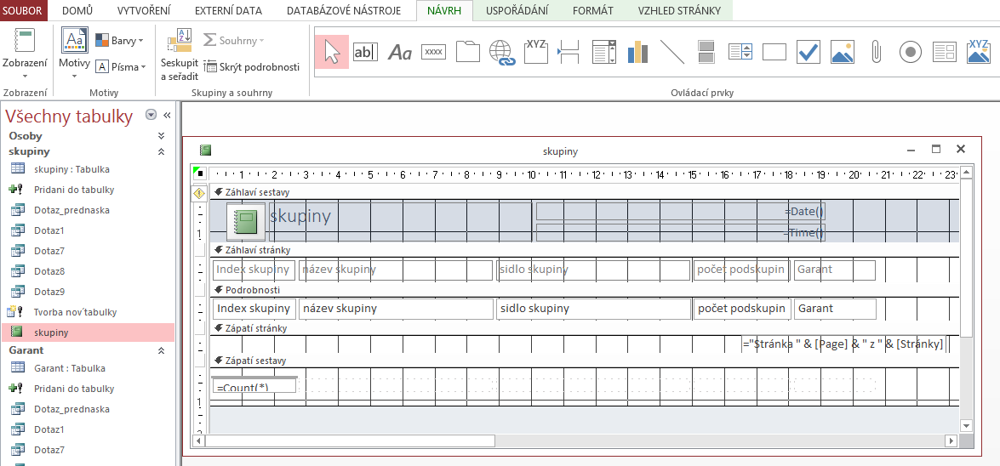 SOUBOR DOMŮ VYTVOŘENÍ EXTERNÍ DATA DATABÁZOVÉ NÁSTROJE NÁVRH USPOŘÁDÁNÍ FORMÁT VZHLED STRÁNKY
Zobrazení
Zobrazení
Aa
Motivy
Barvy
A Písma
Motivy
Seskupit
a seřadit
Souhrny
Skrýt podrobnosti
Skupiny a souhrny
ab
Aa
xxxx
XYZ
XYZ
Ovládací prvky
Všechny tabulky
Osoby
skupiny
skupiny : Tabulka
Pridani do tabulky
Dotaz_prednaska
Dotaz1
Dotaz7
Dotaz8
Dotaz9
Tvorba nov´tabulky
skupiny
Garant
Garant : Tabulka
Pridani do tabulky
Dotaz_prednaska
Dotaz1
Dotaz7
skupiny
1 2 3 4 5 6 7 8 9 10 11 12 13 14 15 16 17 18 19 20 21 22 23
Záhlaví sestavy
skupiny
=Date()
1
=Time()
Záhlaví stránky
Index skupiny název skupiny sidlo skupiny počet podskupin Garant
Podrobnosti
Index skupiny název skupiny sidlo skupiny počet podskupin Garant
Zápatí stránky
="Stránka " & [Page] & " z " & [Stránky]
Zápatí sestavy
=Count(*)
1
2